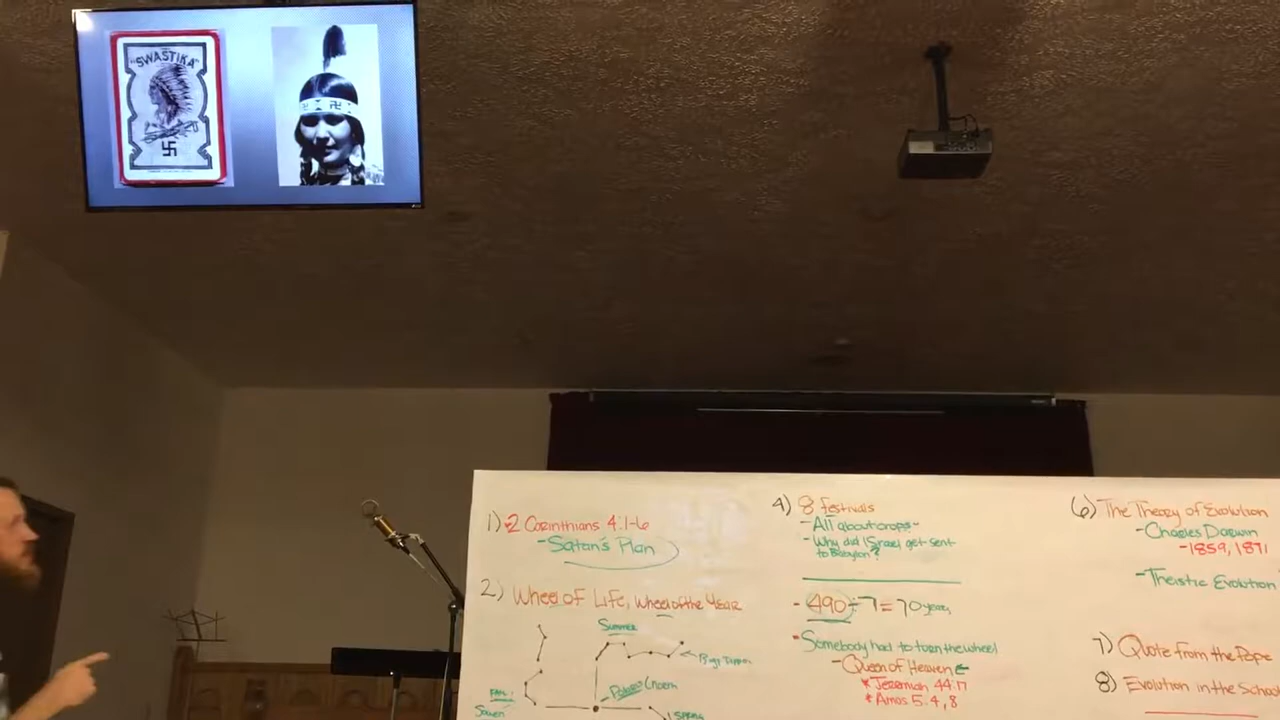 "SWASTIKA"
1) 2 Corinthians 4:1-6
-Satan's Plan
2) Wheel of Life, Wheel of the Year
Summer
Polaris (north)
Fall:
Spring
4) 8 festivals
-All about crops-
-Why did Israel get sent
to Babylon?
-490÷7=70 years
-Somebody had to turn the wheel
-Queen of Heaven
*Jeremiah 44:17
*Amos 5:4,8
6) The Theory of Evolution
-Charles Darwin
-1859, 1871
-Theistic Evolution
7) Quote from the Pope
8) Evolution in the School